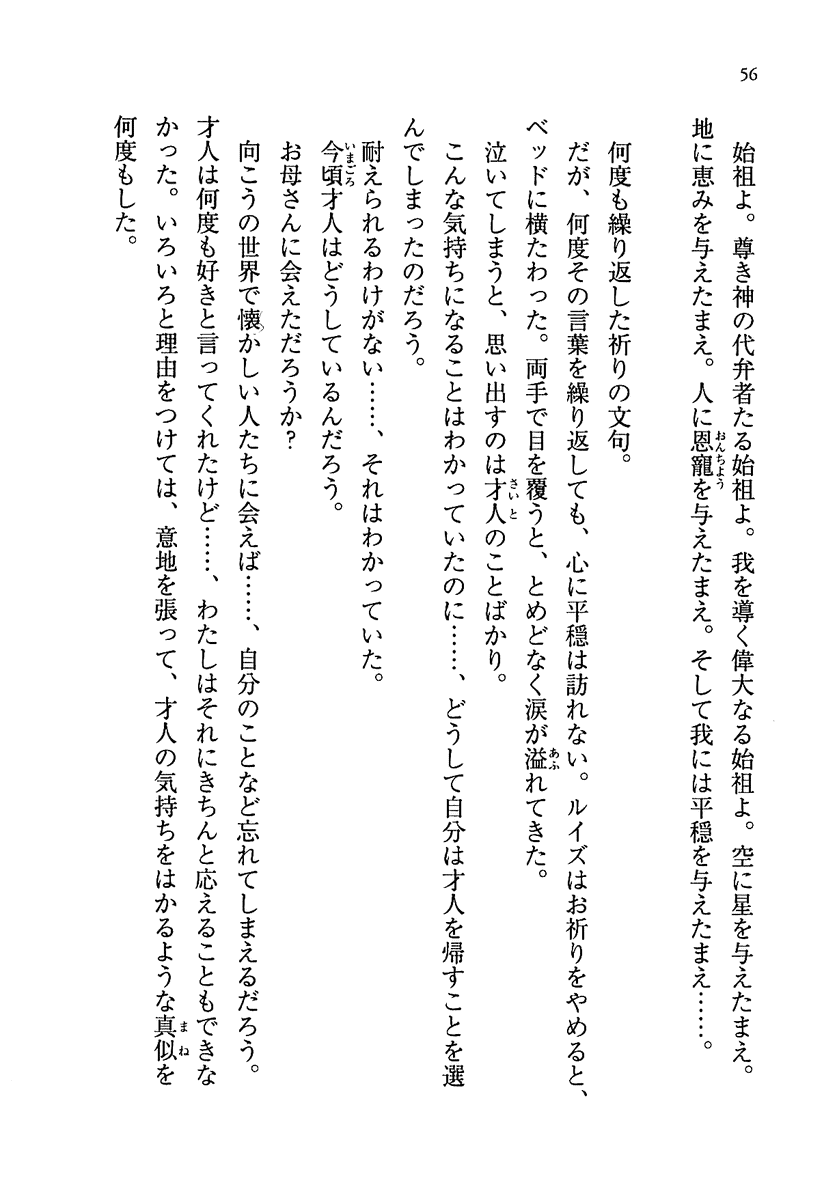 56
始祖よ。尊き神の代弁者たる始祖よ。我を導く偉大なる始祖よ。空に星を与えたまえ。
地に恵みを与えたまえ。人に恩寵を与えたまえ。そして我には平穏を与えたまえ……。
何度も繰り返した祈りの文句。
だが、何度その言葉を繰り返しても、心に平穏は訪れない。ルイズはお祈りをやめると、
ベッドに横たわった。両手で目を覆うと、とめどなく涙が溢れてきた。
泣いてしまうと、思い出すのは才人のことばかり。
こんな気持ちになることはわかっていたのに……、どうして自分は才人を帰すことを選
んでしまったのだろう。
耐えられるわけがない……、それはわかっていた。
今頃才人はどうしているんだろう。
お母さんに会えただろうか?
向こうの世界で懐かしい人たちに会えば……、自分のことなど忘れてしまえるだろう。
才人は何度も好きと言ってくれたけど……、わたしはそれにきちんと応えることもできな
かった。いろいろと理由をつけては、意地を張って、才人の気持ちをはかるような真似を
何度もした。